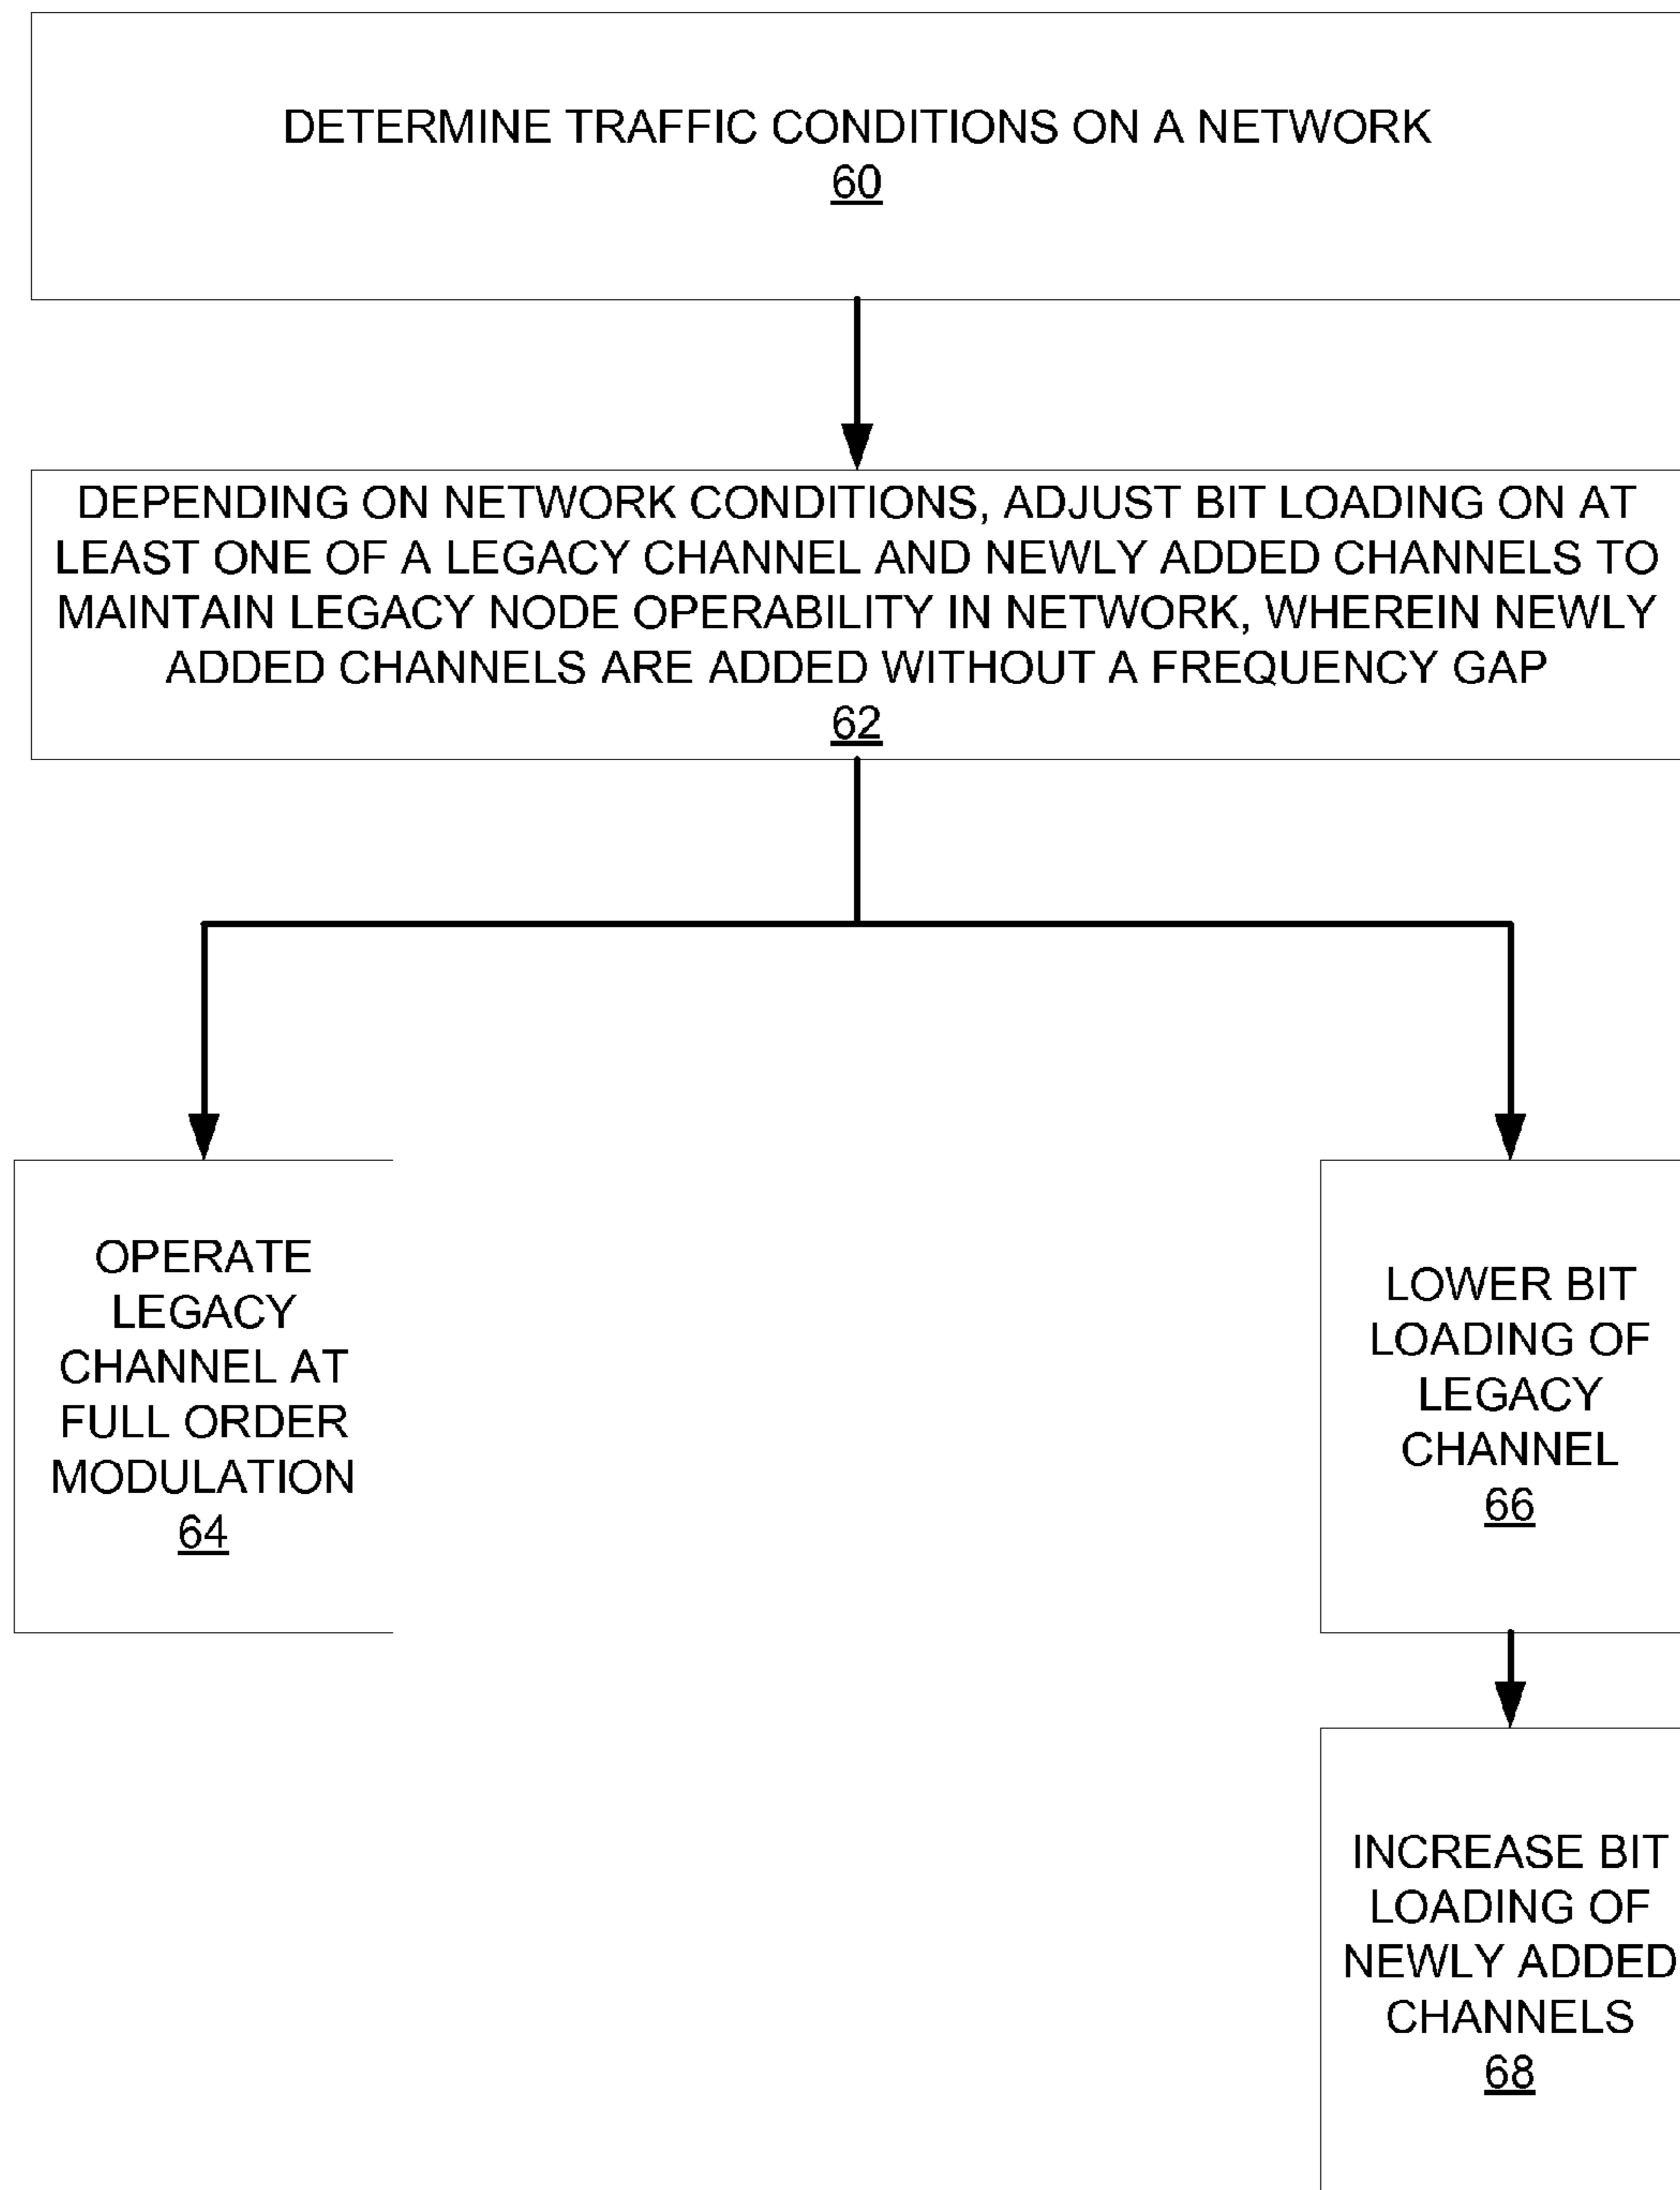 DETERMINE TRAFFIC CONDITIONS ON A NETWORK
60
DEPENDING ON NETWORK CONDITIONS, ADJUST BIT LOADING ON AT
LEAST ONE OF A LEGACY CHANNEL AND NEWLY ADDED CHANNELS TO
MAINTAIN LEGACY NODE OPERABILITY IN NETWORK, WHEREIN NEWLY
ADDED CHANNELS ARE ADDED WITHOUT A FREQUENCY GAP
62
OPERATE
LEGACY
CHANNEL AT
FULL ORDER
MODULATION
64
LOWER BIT
LOADING OF
LEGACY
CHANNEL
66
INCREASE BIT
LOADING OF
NEWLY ADDED
CHANNELS
68